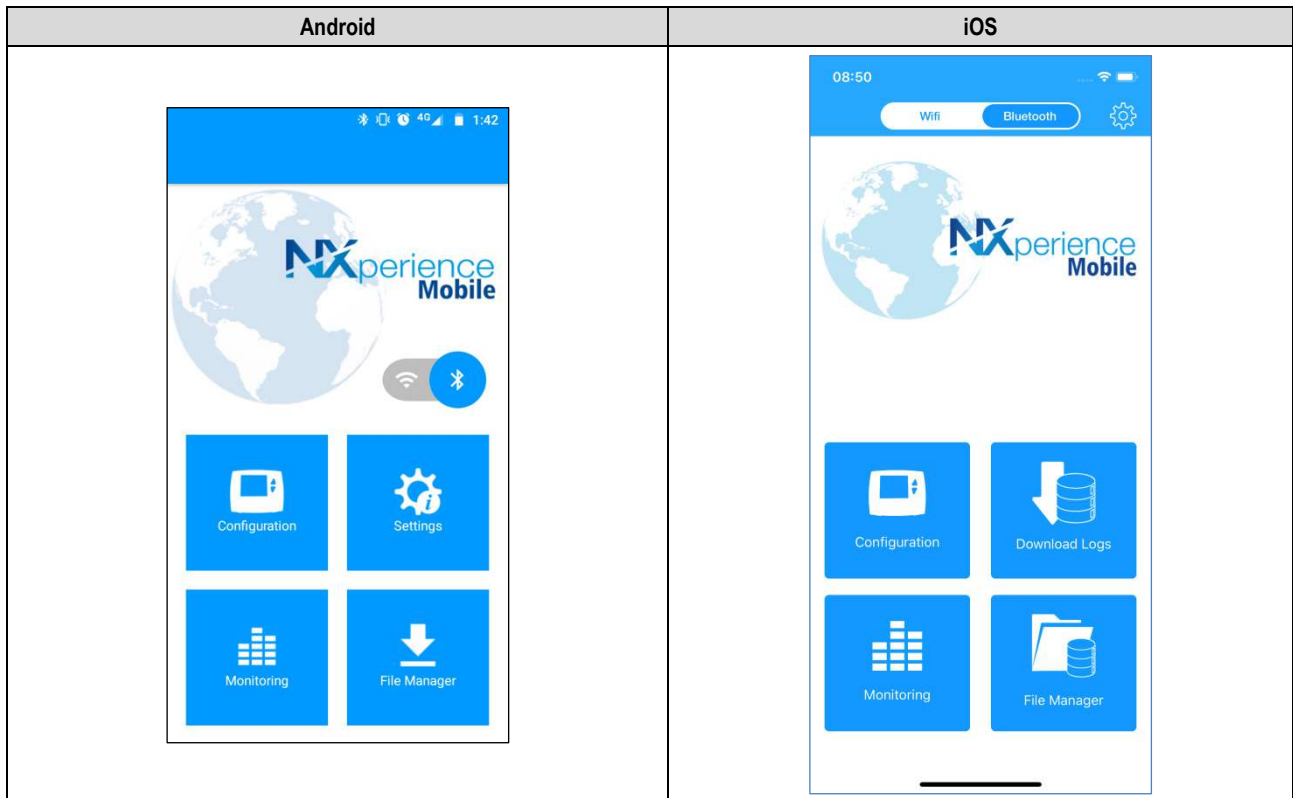 Android
iOS
4G 1:42
NXperience
Mobile
Configuration
Settings
Monitoring
File Manager
08:50
Wifi
Bluetooth
NXperience
Mobile
Configuration
Download Logs
Monitoring
File Manager